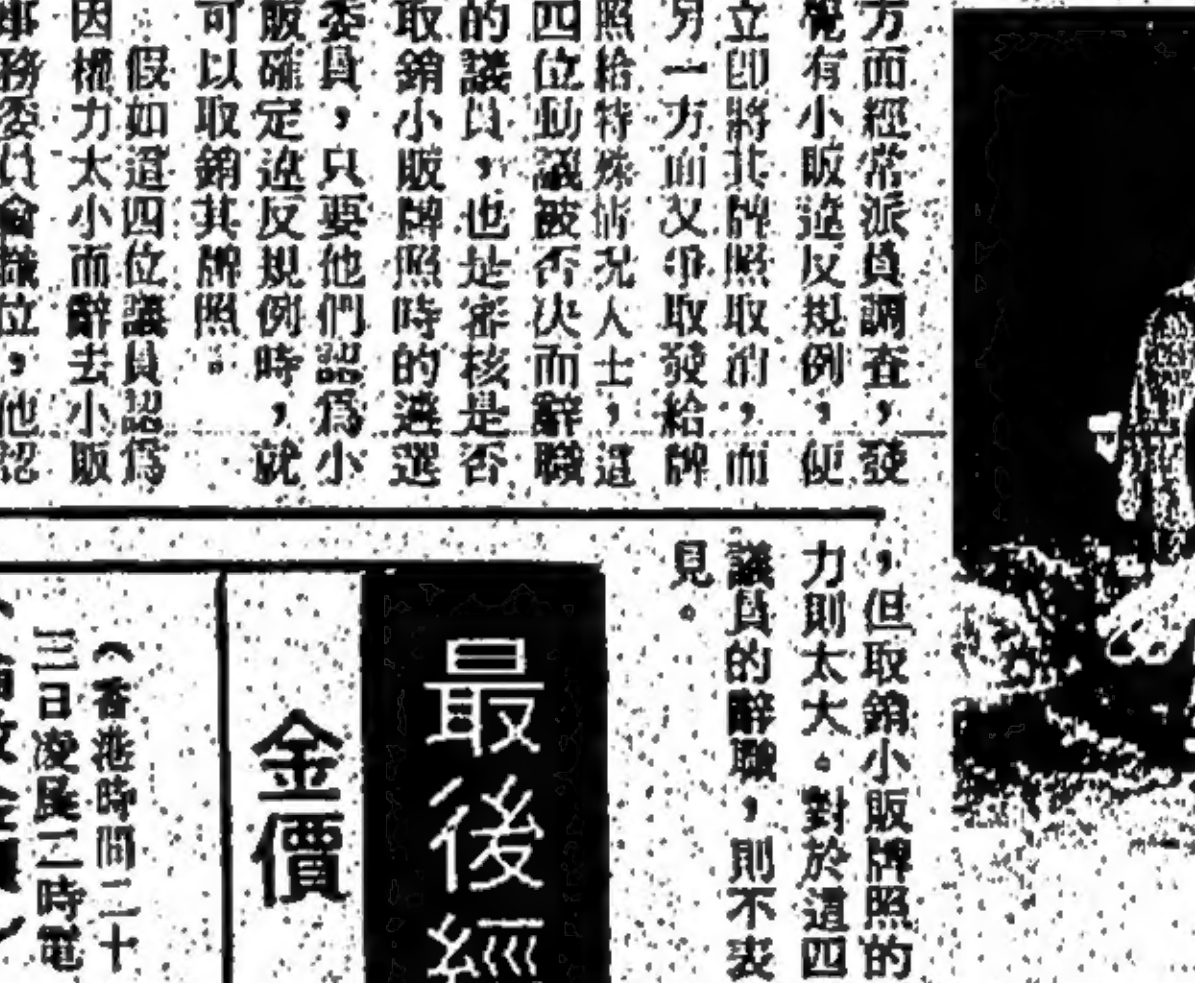 方面經常派員調查，發
覺有小販違反規例，便
立即將其牌照取消，而
另一方面又爭取發給牌
照給特殊情況人士，這
四位動議被否決而辭職
的議員，也是審核是否
取銷小販牌照時的遴選
委員，只要他們認爲小
販確定違反規例時，就
可以取銷其牌照。
假如這四位議員認爲
因權力太小而辭去小販
事務委員會職位，他認
，但取銷小販牌照的
力則太大。對於這四
議員的辭職，則不表
見。
最後經
金價
（香港時間二十
三日凌晨二時電